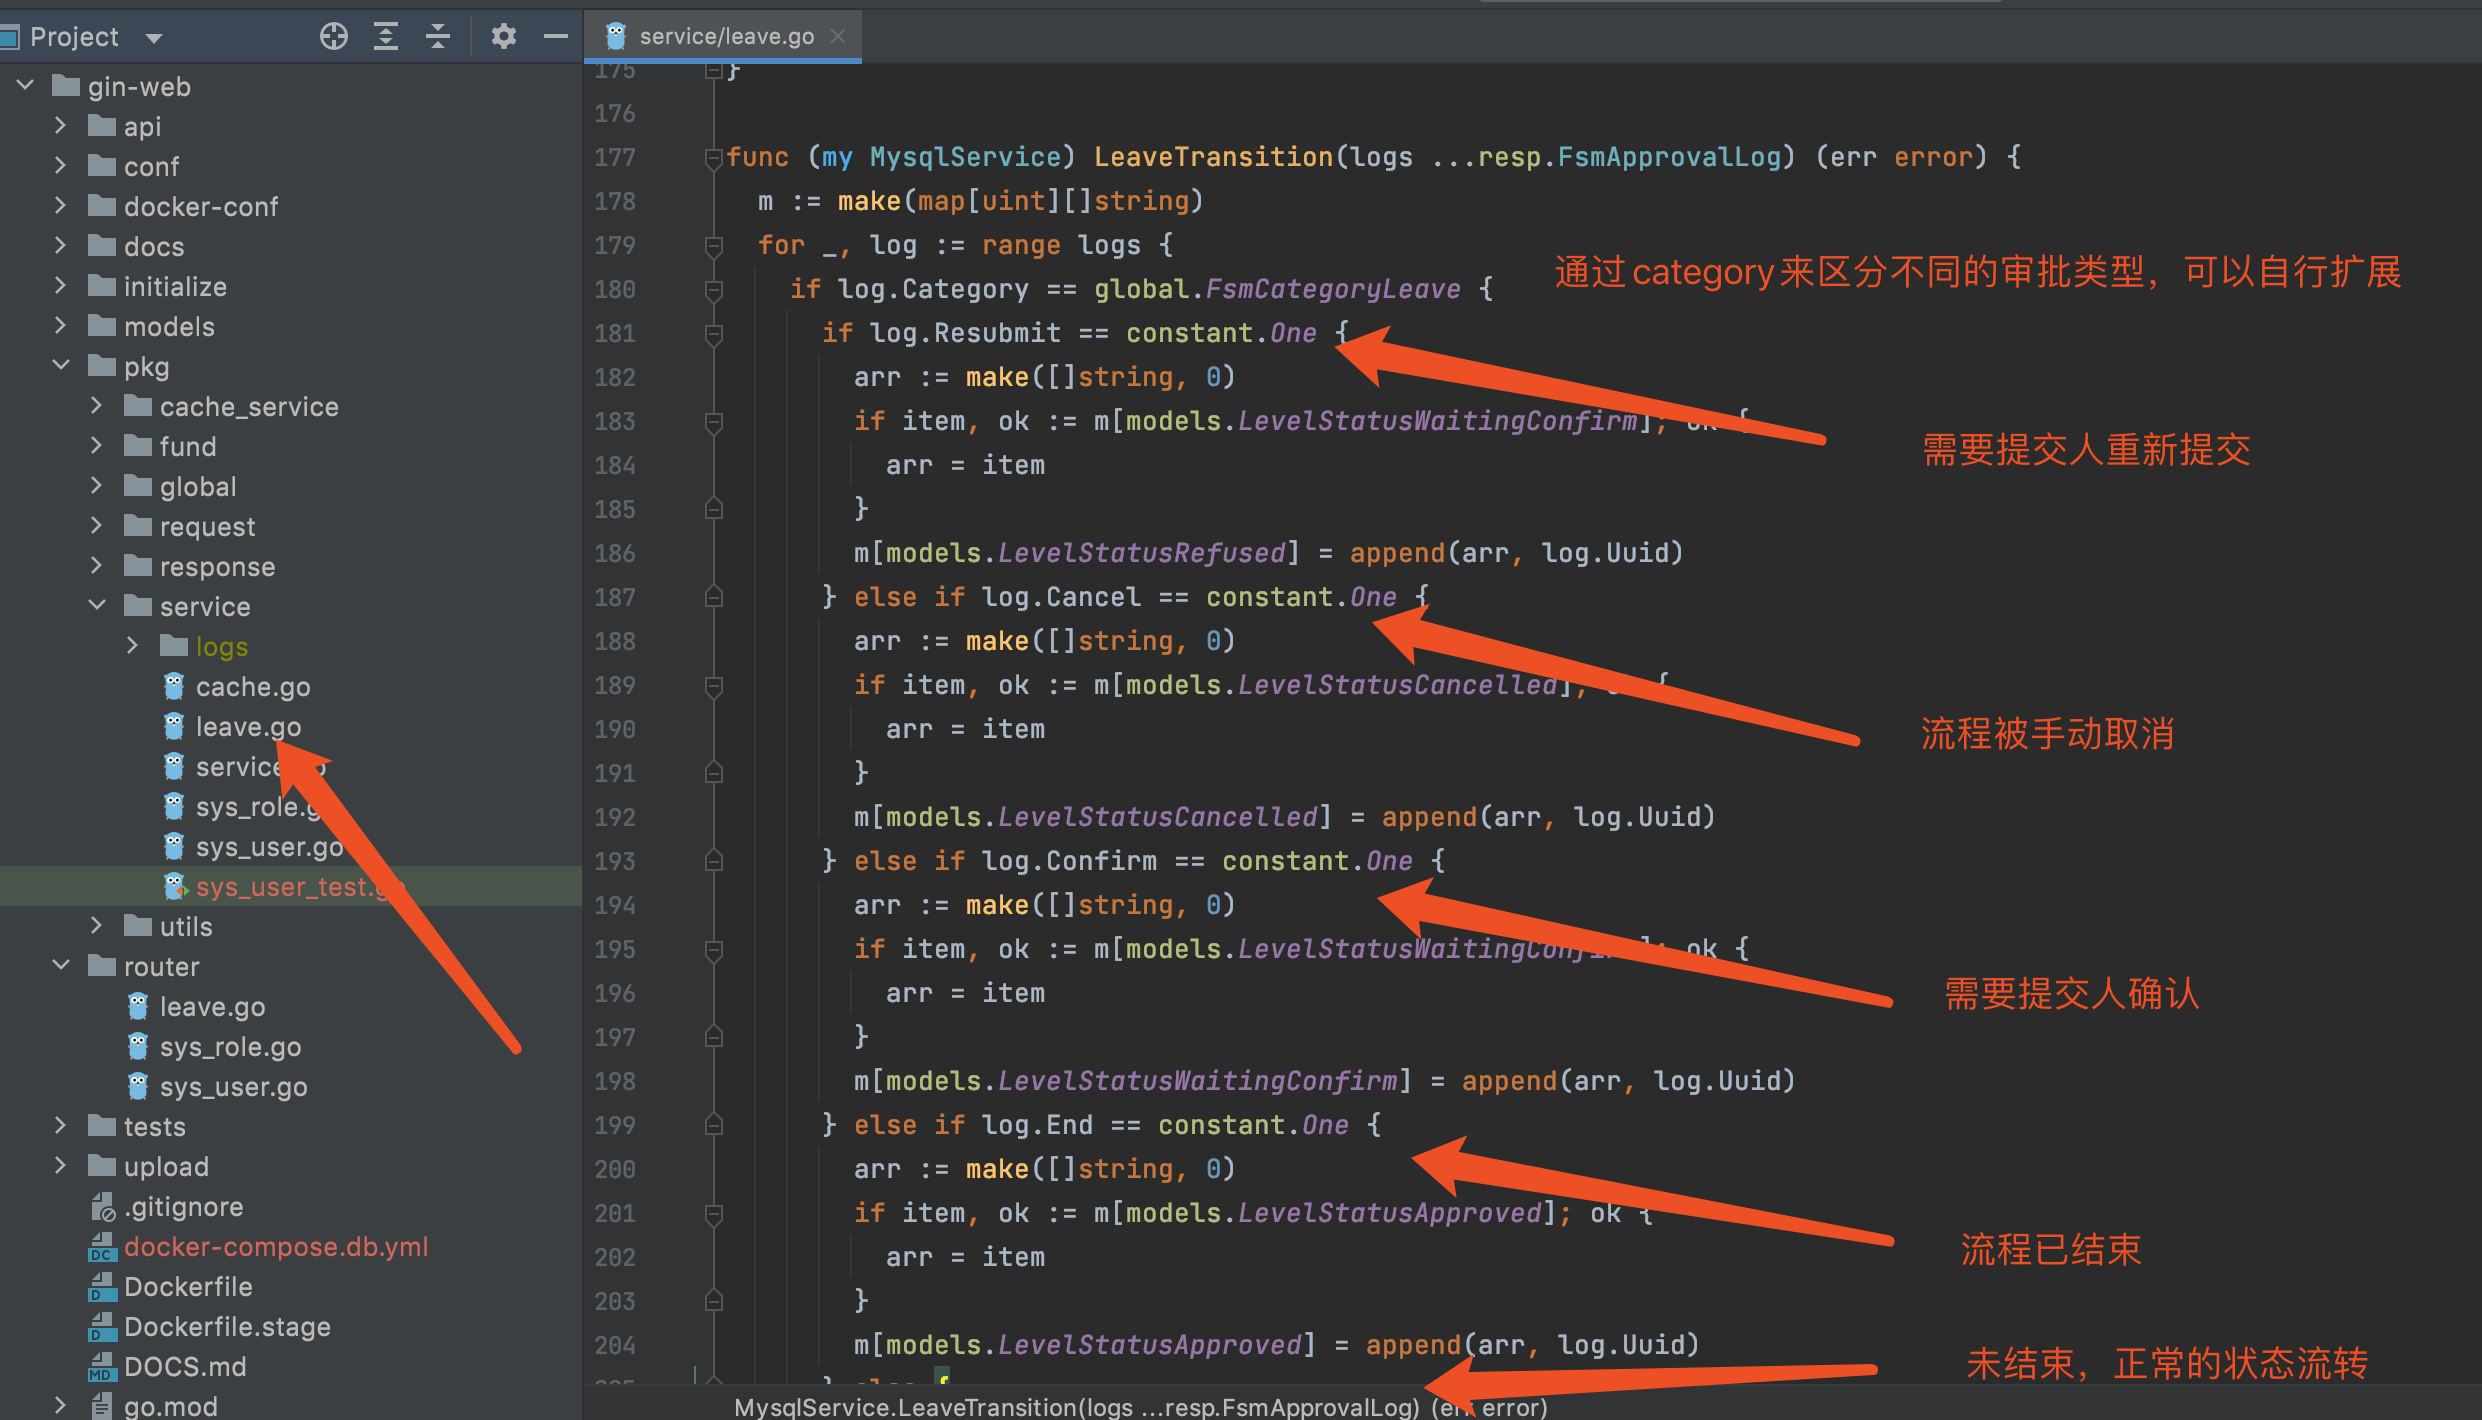 Project
gin-web
api
conf
docker-conf
docs
initialize
models
pkg
cache_service
fund
global
request
response
service
logs
cache.go
leave.go
sys_role.g
sys_user.go
sys_user_test.go
utils
router
leave.go
sys_role.go
sys_user.go
tests
upload
.gitignore
docker-compose.db.yml
Dockerfile
Dockerfile.stage
DOCS.md
go.mod
service/leave.go
175 }
176
177 func (my MysqlService) LeaveTransition(logs ...resp.FsmApprovalLog) (err error) {
178 m := make(map[uint][]string)
179 for _, log := range logs {
通过category来区分不同的审批类型，可以自行扩展
180 if log.Category == global.FsmCategoryLeave {
181 if log.Resubmit == constant.One {
182 arr := make([]string, 0)
183 if item, ok := m[models.LevelStatusWaitingConfirm]; ok {
需要提交人重新提交
184 arr = item
185 }
186 m[models.LevelStatusRefused] = append(arr, log.Uuid)
187 } else if log.Cancel == constant.One {
188 arr := make([]string, 0)
189 if item, ok := m[models.LevelStatusCancelled]; {
流程被手动取消
190 arr = item
191 }
192 m[models.LevelStatusCancelled] = append(arr, log.Uuid)
193 } else if log.Confirm == constant.One {
194 arr := make([]string, 0)
195 if item, ok := m[models.LevelStatusWaitingConfirm]; ok {
需要提交人确认
196 arr = item
197 }
198 m[models.LevelStatusWaitingConfirm] = append(arr, log.Uuid)
199 } else if log.End == constant.One {
200 arr := make([]string, 0)
201 if item, ok := m[models.LevelStatusApproved]; ok {
流程已结束
202 arr = item
203 }
204 m[models.LevelStatusApproved] = append(arr, log.Uuid)
未结束，正常的状态流转
205 } else {
MysqlService.LeaveTransition(logs ...resp.FsmApprovalLog) (err error)
DC
D
D
MD